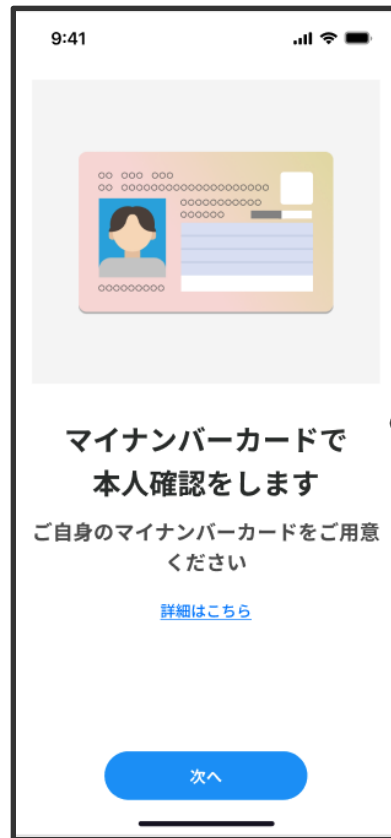 9:41
マイナンバーカードで
本人確認をします
ご自身のマイナンバーカードをご用意
ください
詳細はこちら
次へ